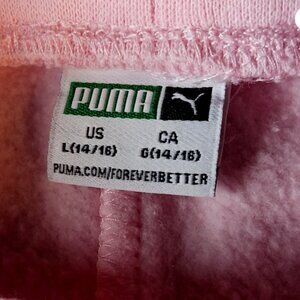 PUMA
US CA
L(14/16) G(14/16)
PUMA.COM/FOREVERBETTER